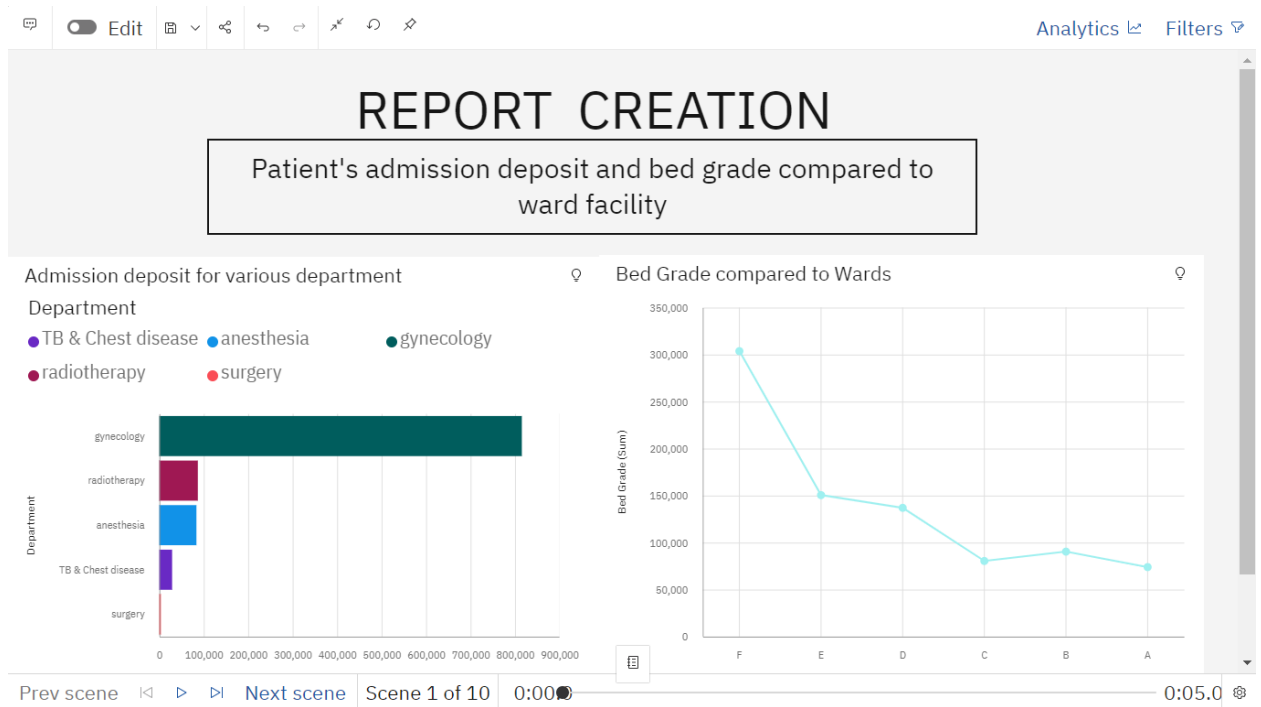 Edit
Analytics
Filters
REPORT CREATION
Patient's admission deposit and bed grade compared to
ward facility
Admission deposit for various department
Department
TB & Chest disease
anesthesia
gynecology
radiotherapy
surgery
Department
gynecology
radiotherapy
anesthesia
TB & Chest disease
surgery
0 100,000 200,000 300,000 400,000 500,000 600,000 700,000 800,000 900,000
Bed Grade compared to Wards
Bed Grade (Sum)
350,000
300,000
250,000
200,000
150,000
100,000
50,000
0
F E D C B A
Prev scene
Next scene
Scene 1 of 10
0:00.0
0:05.0